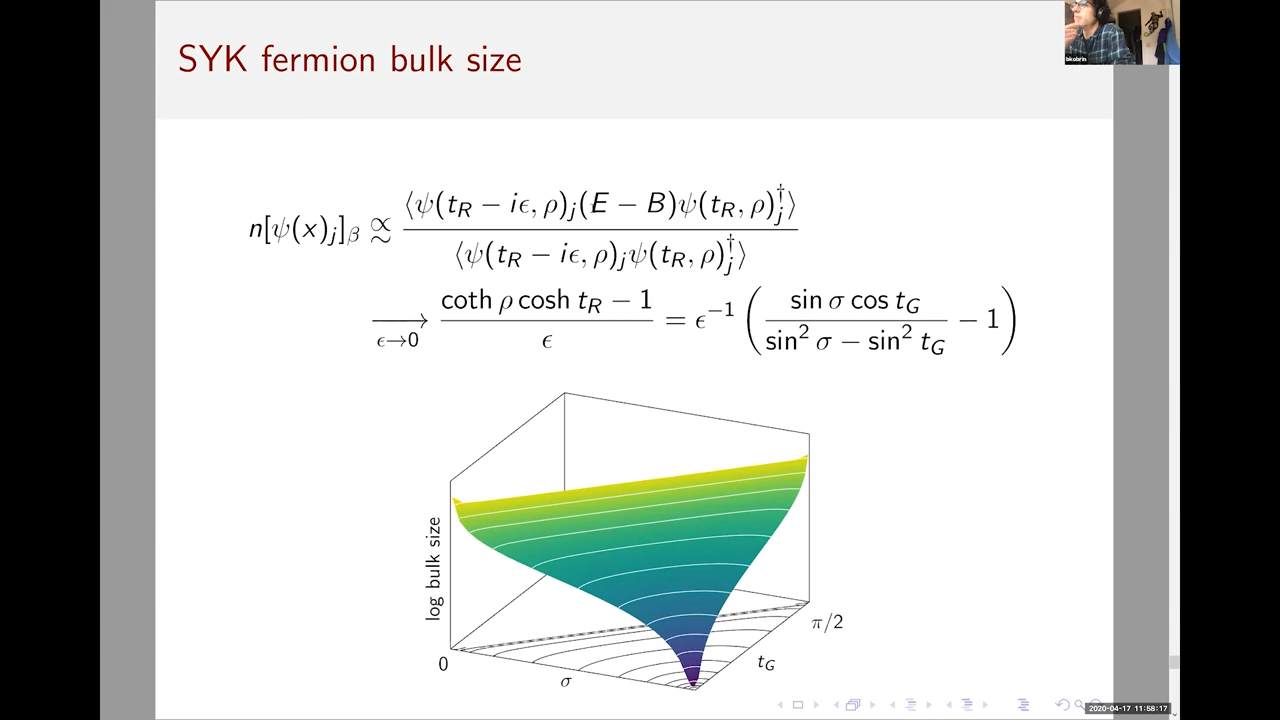 SYK fermion bulk size
bkobrin
n[ψ(x)_j]_β ≲∝ ⟨ψ(t_R − iϵ, ρ)_j(E − B)ψ(t_R, ρ)_j^†⟩ / ⟨ψ(t_R − iϵ, ρ)_jψ(t_R, ρ)_j^†⟩
⟶_{ϵ→0} (coth ρ cosh t_R − 1) / ϵ = ϵ^{−1} ( sin σ cos t_G / (sin² σ − sin² t_G) − 1 )
log bulk size
0
σ
t_G
π/2
2020-04-17 11:58:17